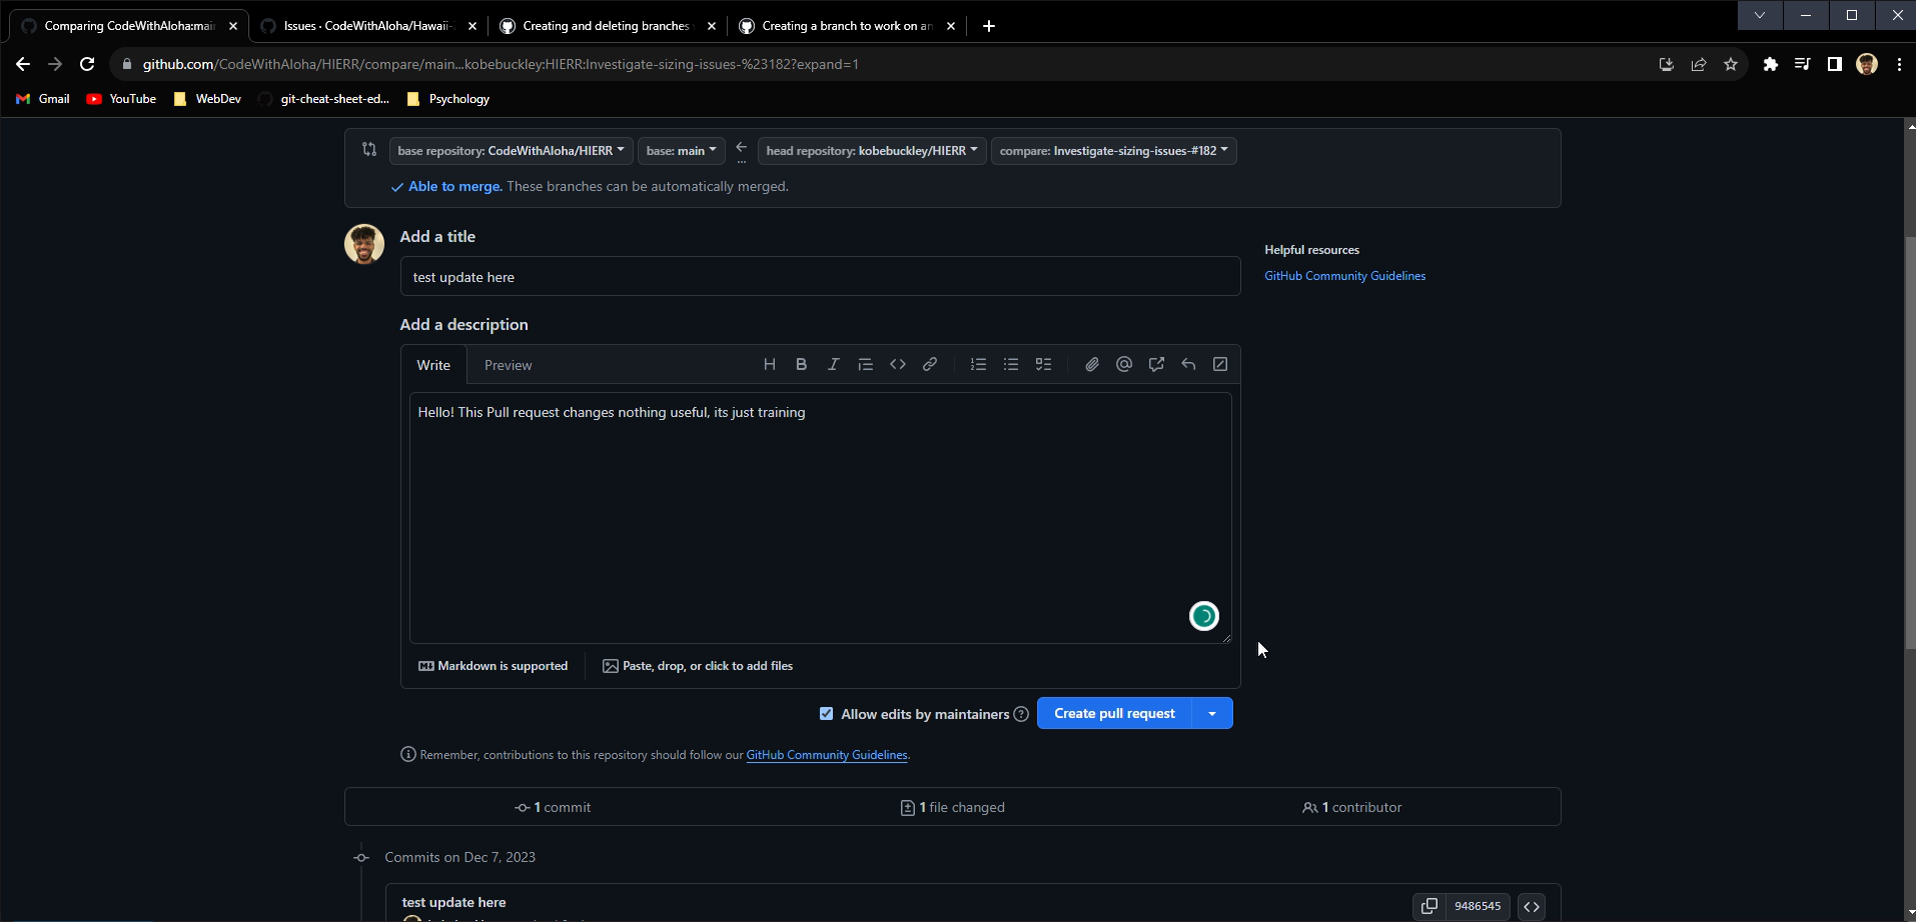 Comparing CodeWithAloha:mai
Issues · CodeWithAloha/Hawaii-
Creating and deleting branches
Creating a branch to work on an
github.com/CodeWithAloha/HIERR/compare/main...kobebuckley:HIERR:Investigate-sizing-issues-%23182?expand=1
Gmail YouTube WebDev git-cheat-sheet-ed... Psychology
base repository: CodeWithAloha/HIERR base: main ... head repository: kobebuckley/HIERR compare: Investigate-sizing-issues-#182
Able to merge. These branches can be automatically merged.
Add a title
test update here
Helpful resources
GitHub Community Guidelines
Add a description
Write Preview
Hello! This Pull request changes nothing useful, its just training
Markdown is supported Paste, drop, or click to add files
Allow edits by maintainers Create pull request
Remember, contributions to this repository should follow our GitHub Community Guidelines.
1 commit 1 file changed 1 contributor
Commits on Dec 7, 2023
test update here
9486545